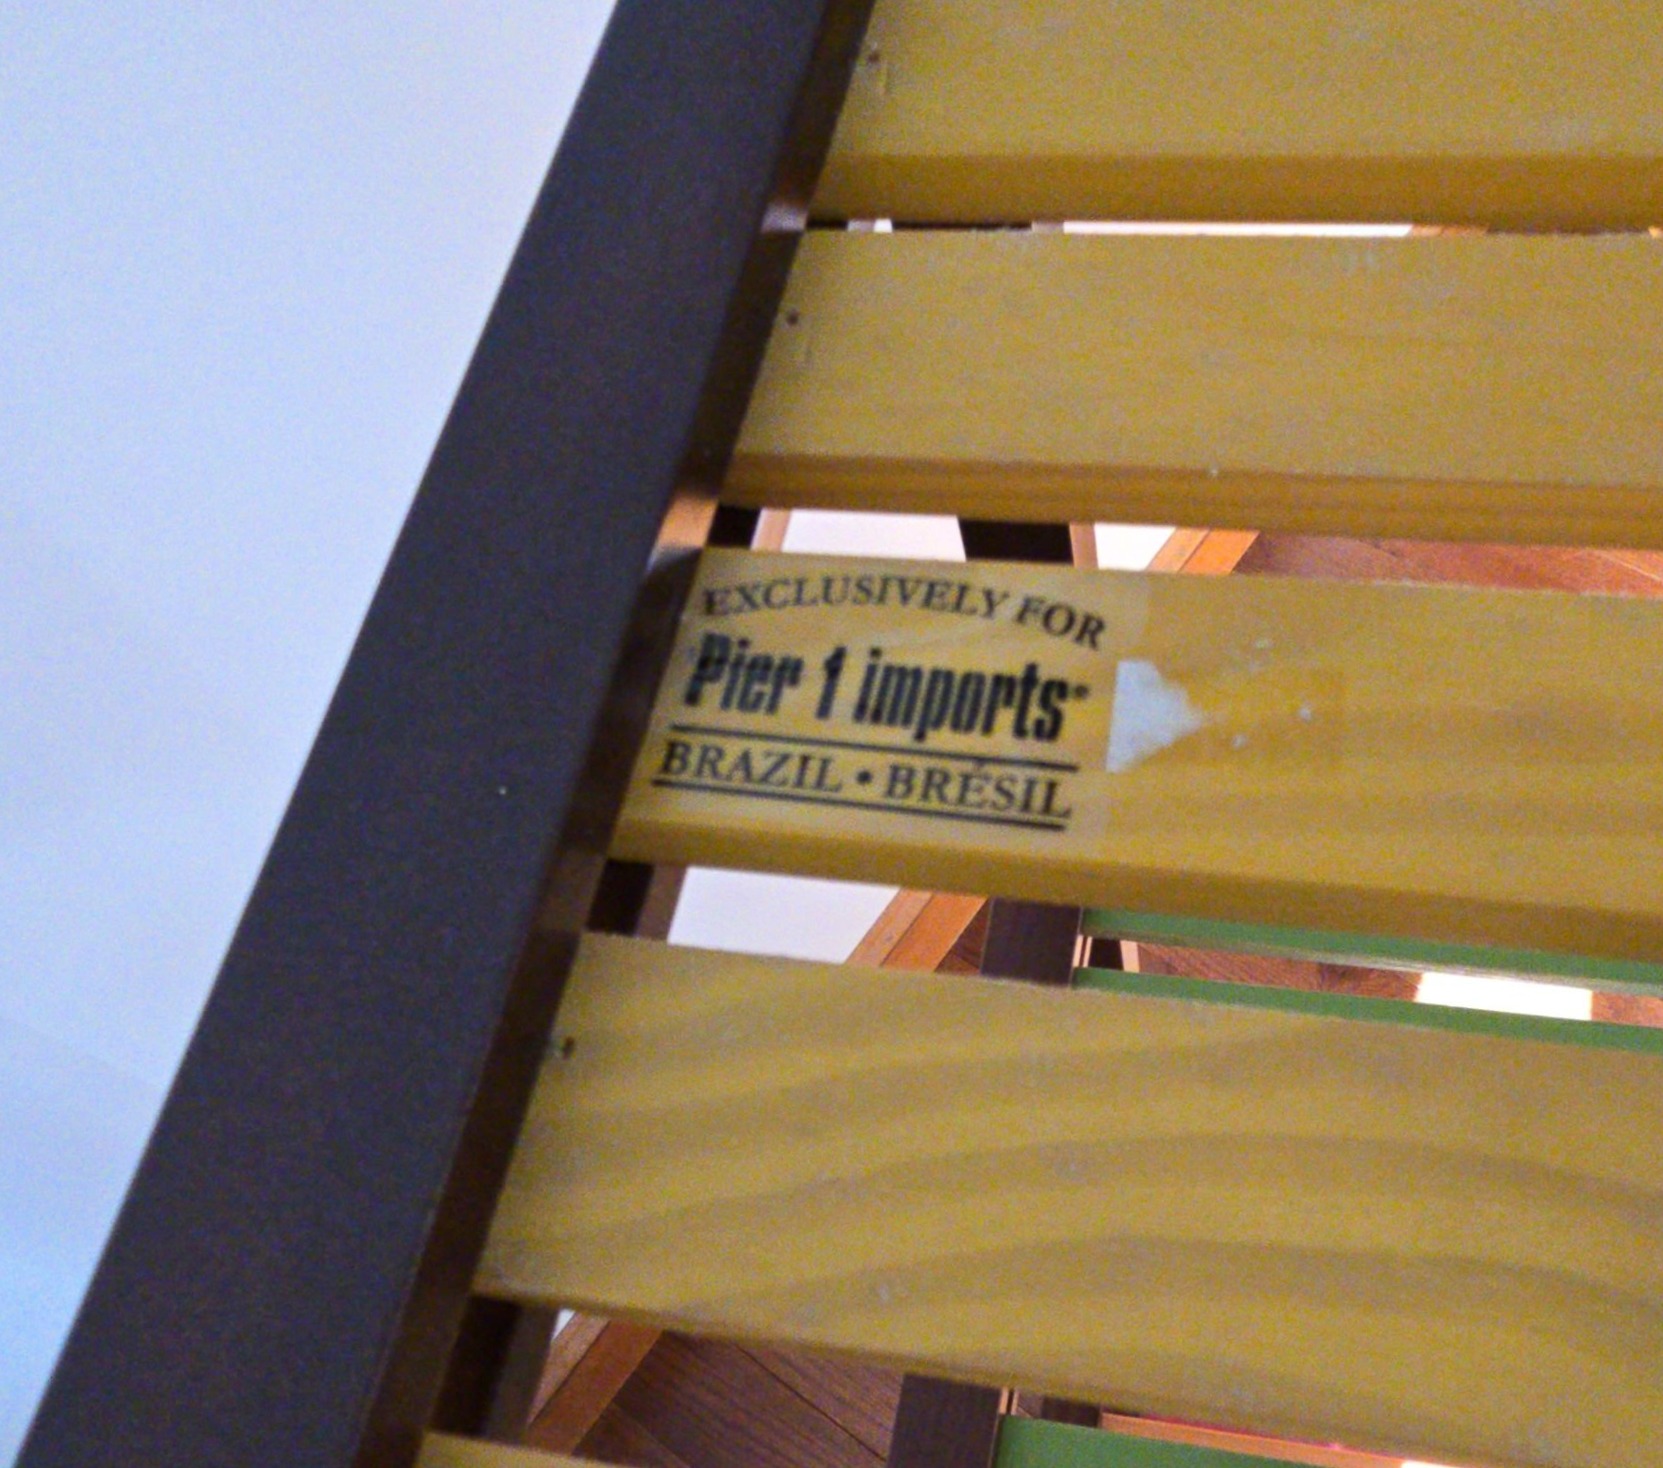 EXCLUSIVELY FOR
Pier 1 imports®
BRAZIL • BRÉSIL